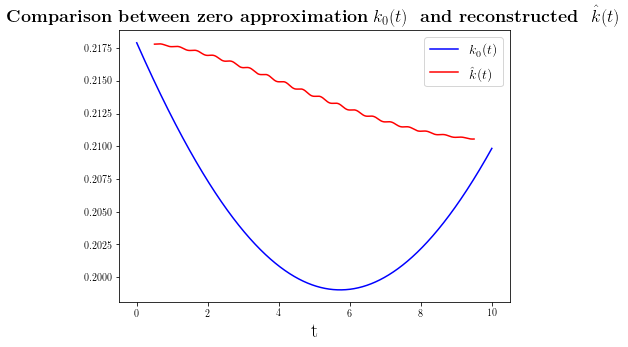 Comparison between zero approximation k₀(t) and reconstructed k̂(t)
k₀(t)
k̂(t)
0.2175
0.2150
0.2125
0.2100
0.2075
0.2050
0.2025
0.2000
0 2 4 6 8 10
t